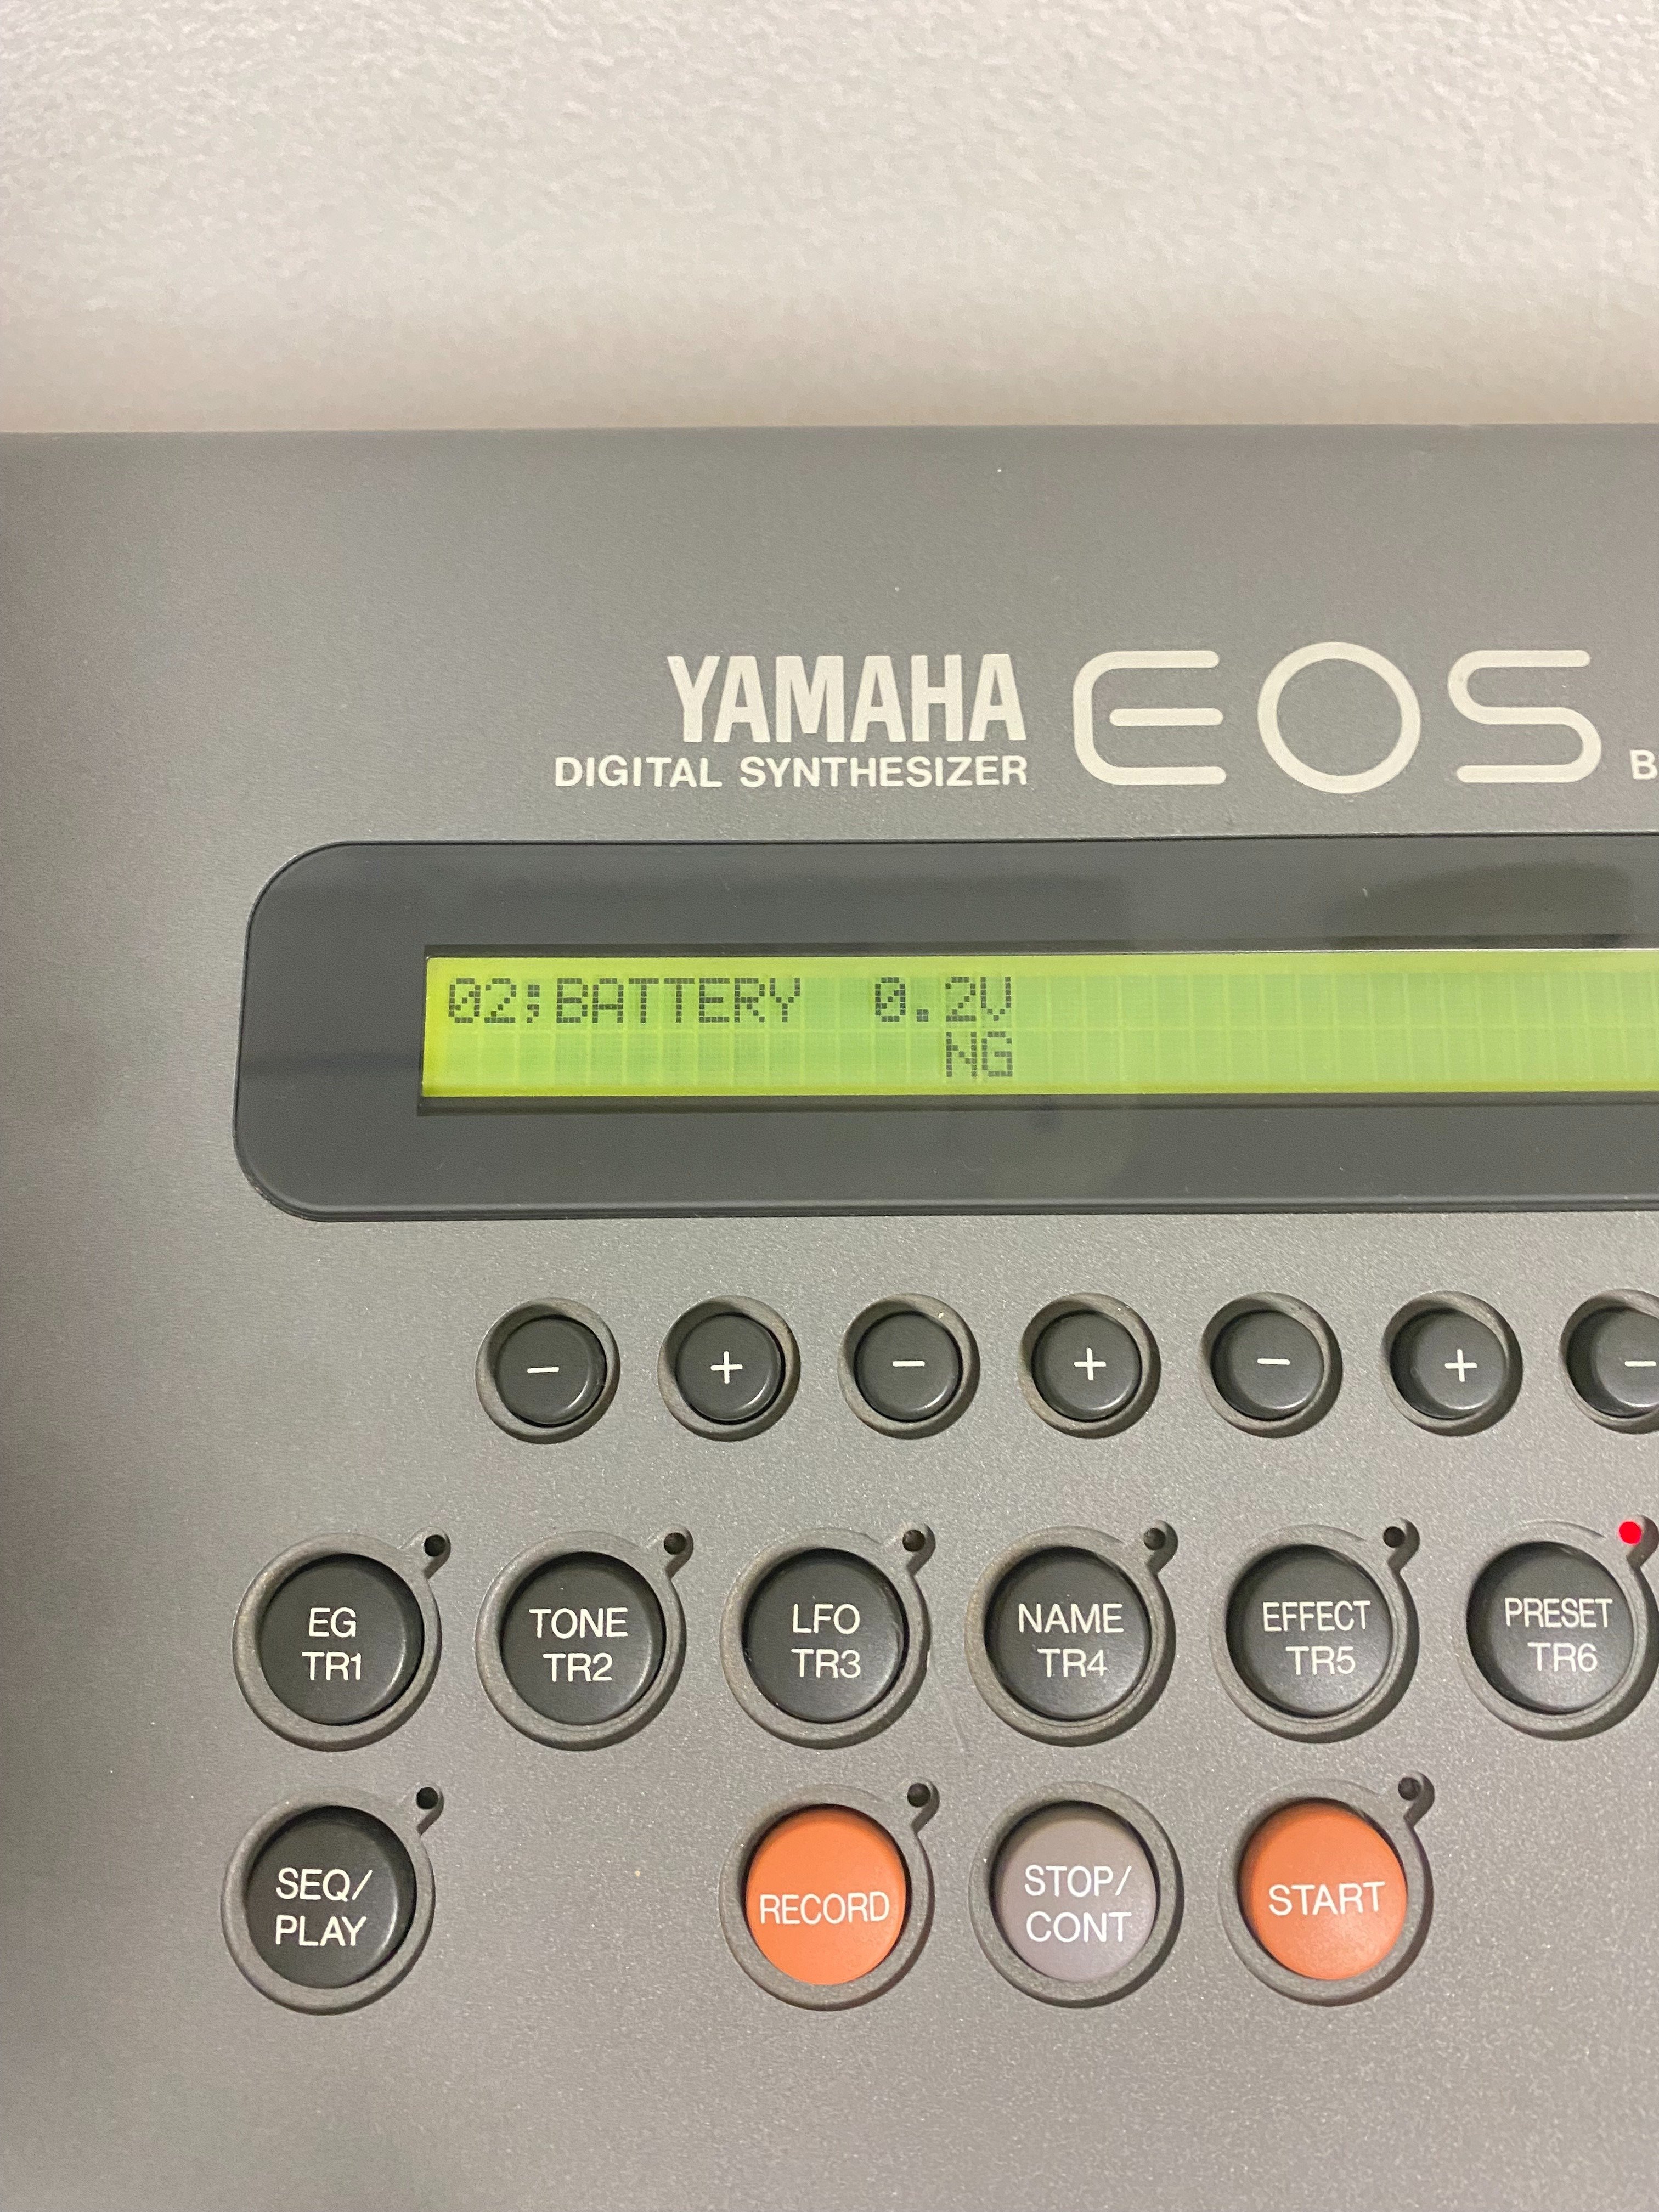 YAMAHA EOS B
DIGITAL SYNTHESIZER
02;BATTERY 0.2V
NG
- + - + - + -
EG
TR1
TONE
TR2
LFO
TR3
NAME
TR4
EFFECT
TR5
PRESET
TR6
SEQ/
PLAY
RECORD
STOP/
CONT
START